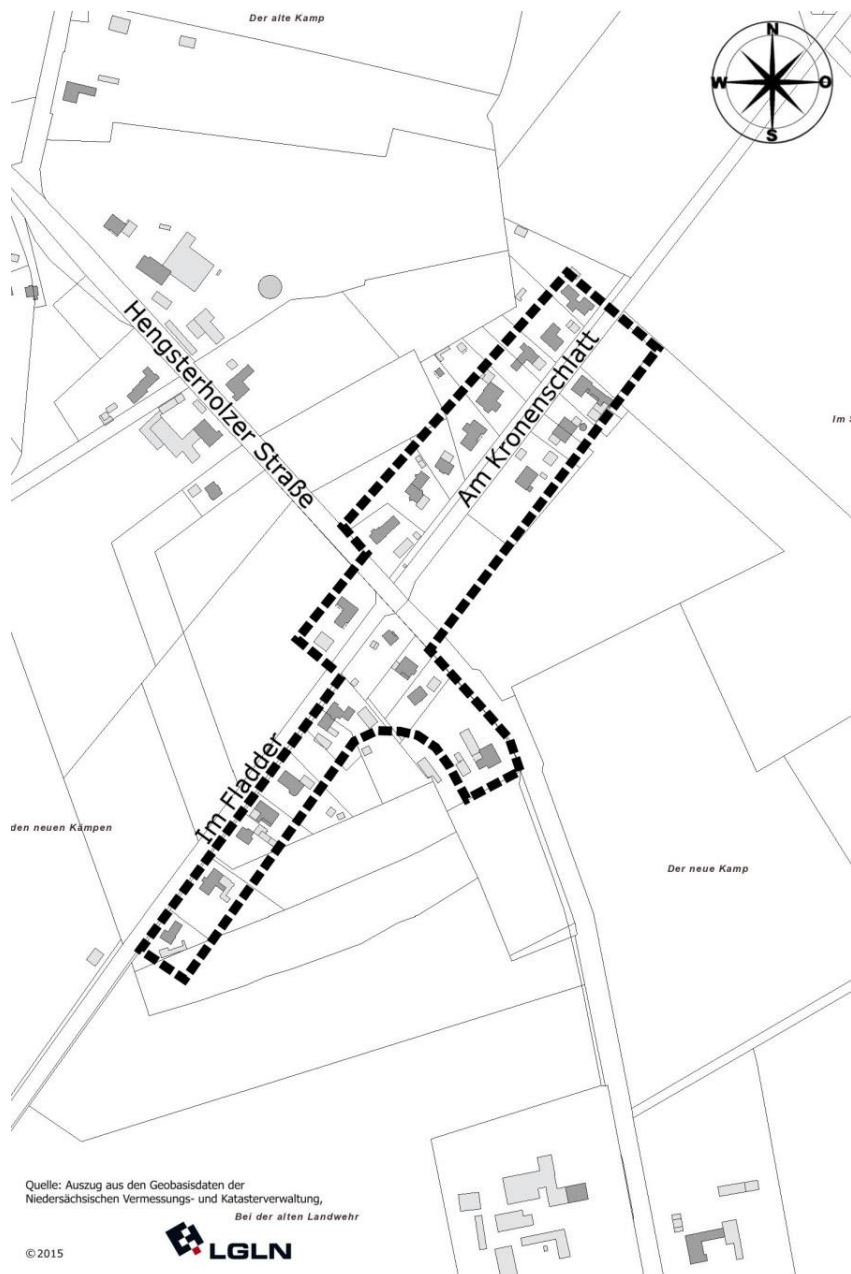 Der alte Kamp
N
W
O
S
Hengsterholzer Straße
Am Kronenschlatt
Im
Im Fladder
den neuen Kämpen
Der neue Kamp
Quelle: Auszug aus den Geobasisdaten der
Niedersächsischen Vermessungs- und Katasterverwaltung,
Bei der alten Landwehr
©2015
LGLN